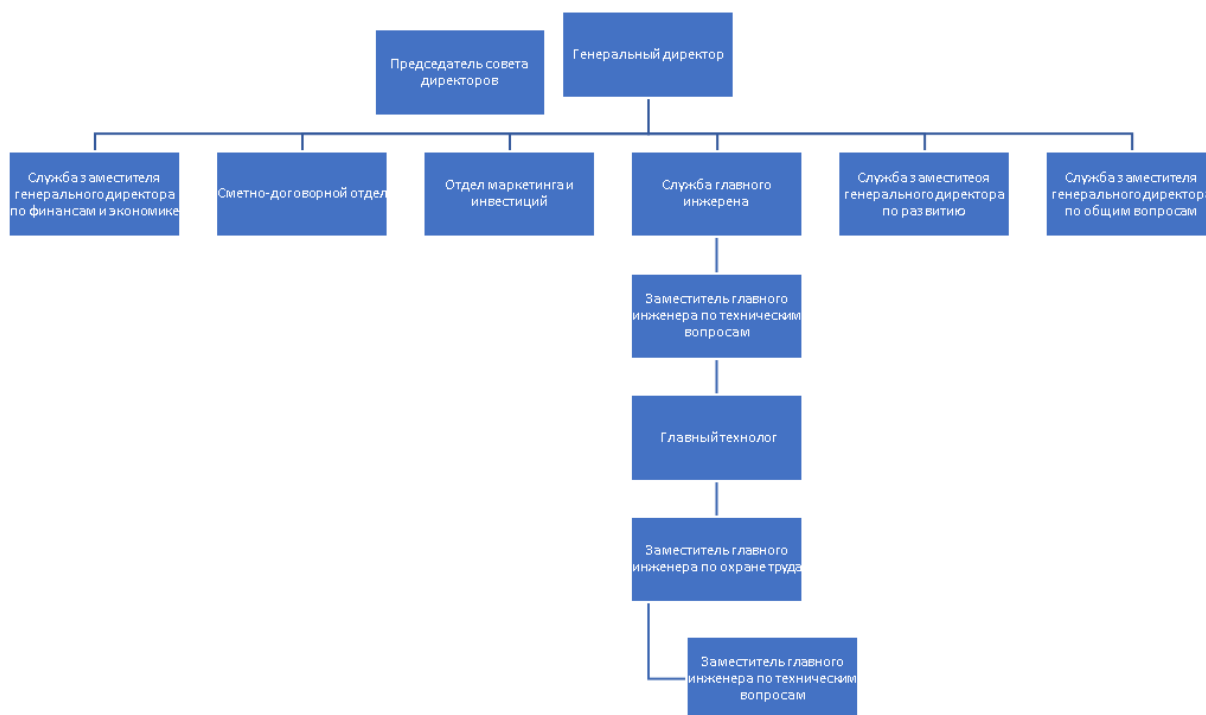 Председатель совета
директоров
Генеральный директор
Служба заместителя
генерального директора
по финансам и экономике
Сметно-договорной отдел
Отдел маркетинга и
инвестиций
Служба главного
инжерена
Служба заместитеоя
генерального директора
по развитию
Служба заместителя
генерального директора
по общим вопросам
Заместитель главного
инженера по техническим
вопросам
Главный технолог
Заместитель главного
инженера по охране труда
Заместитель главного
инженера по техническим
вопросам